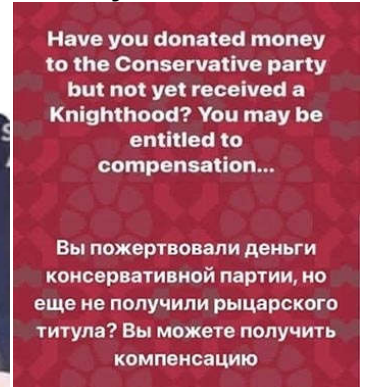 Have you donated money
to the Conservative party
but not yet received a
Knighthood? You may be
entitled to
compensation...
Вы пожертвовали деньги
консервативной партии, но
еще не получили рыцарского
титула? Вы можете получить
компенсацию